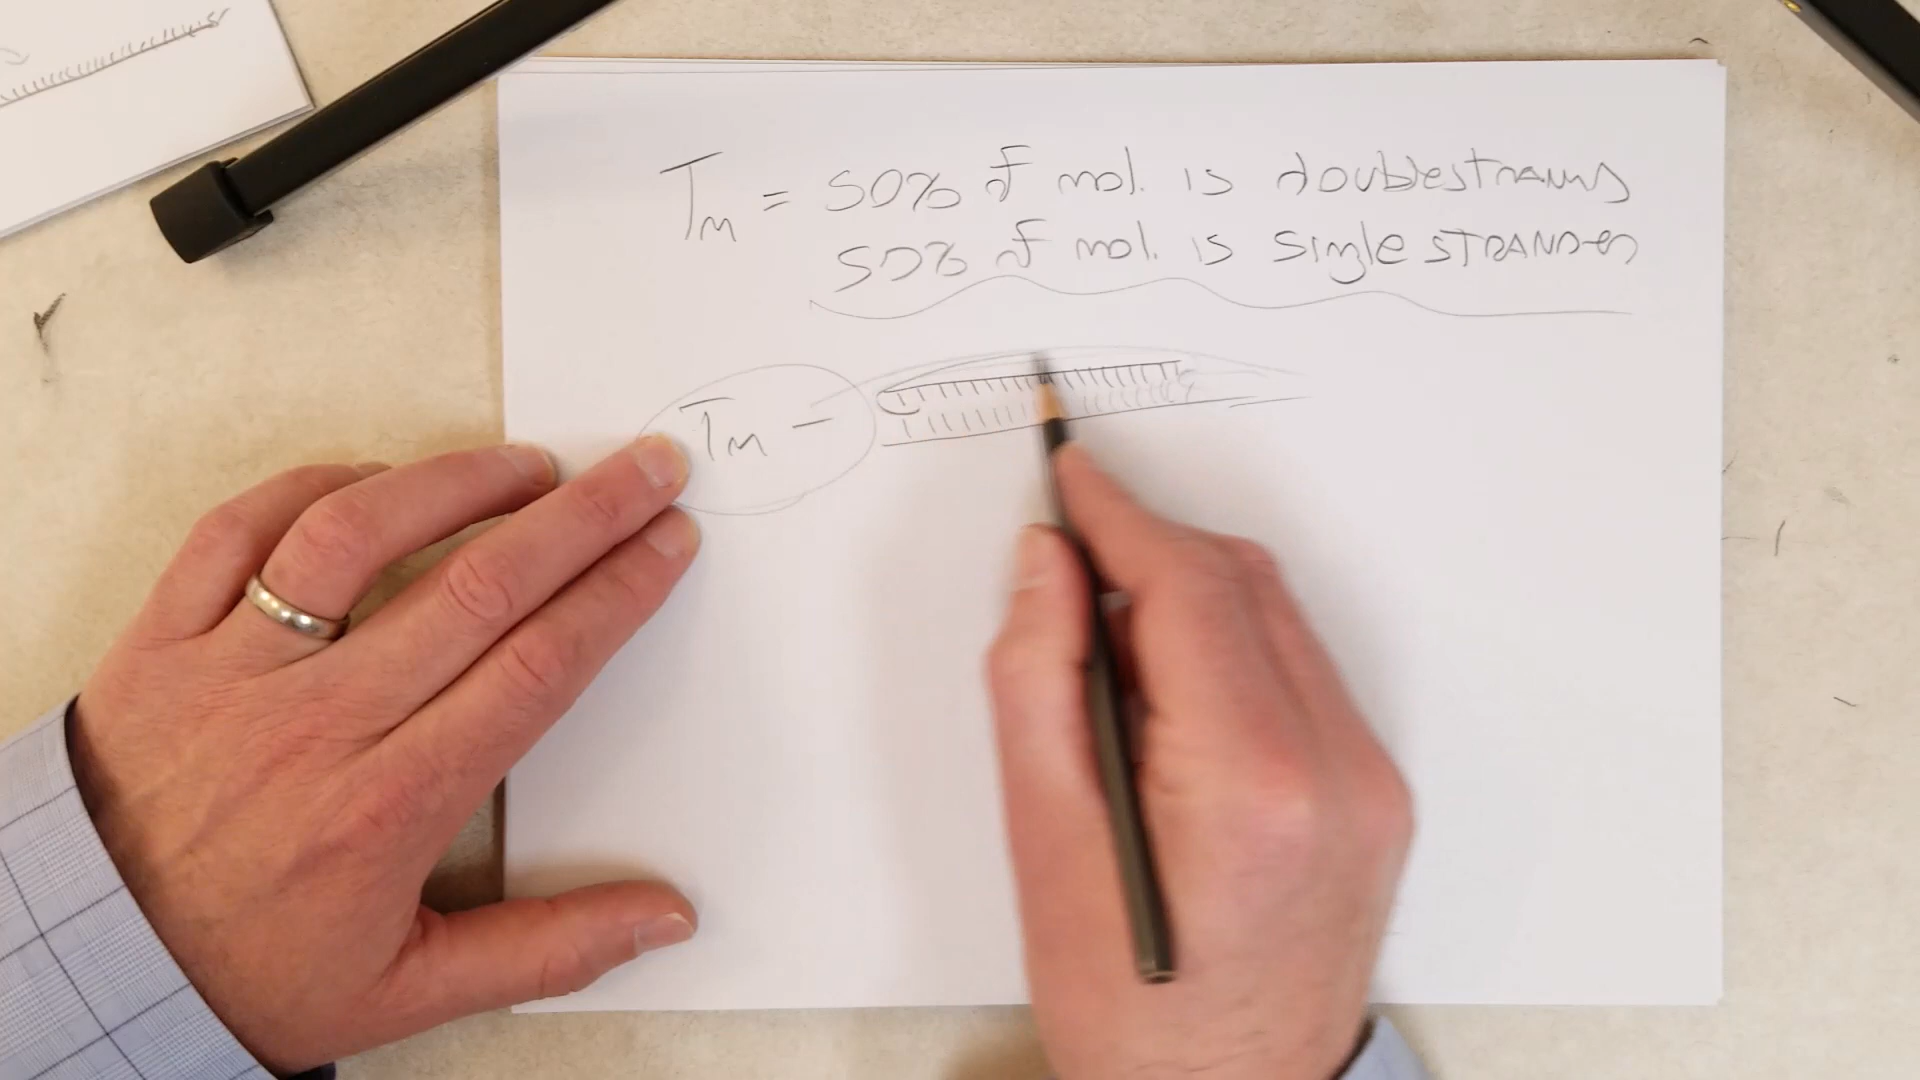 Tm = 50% of mol. is doublestranded
50% of mol. is single STRANDED
Tm -